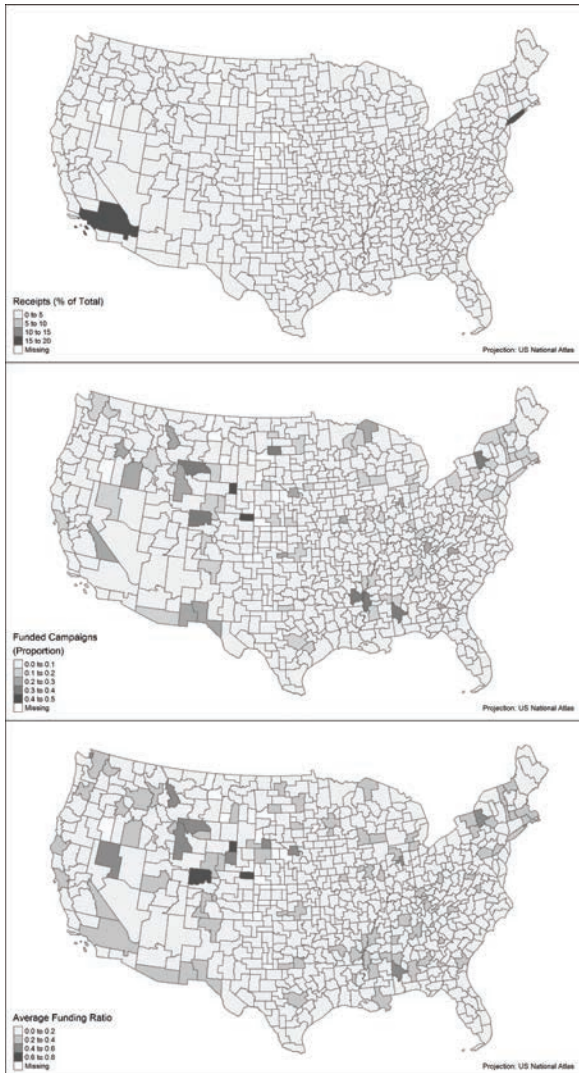 Receipts (% of Total)
0 to 5
5 to 10
10 to 15
15 to 20
Missing
Projection: US National Atlas
Funded Campaigns
(Proportion)
0.0 to 0.1
0.1 to 0.2
0.2 to 0.3
0.3 to 0.4
0.4 to 0.5
Missing
Projection: US National Atlas
Average Funding Ratio
0.0 to 0.2
0.2 to 0.4
0.4 to 0.6
0.6 to 0.8
Missing
Projection: US National Atlas